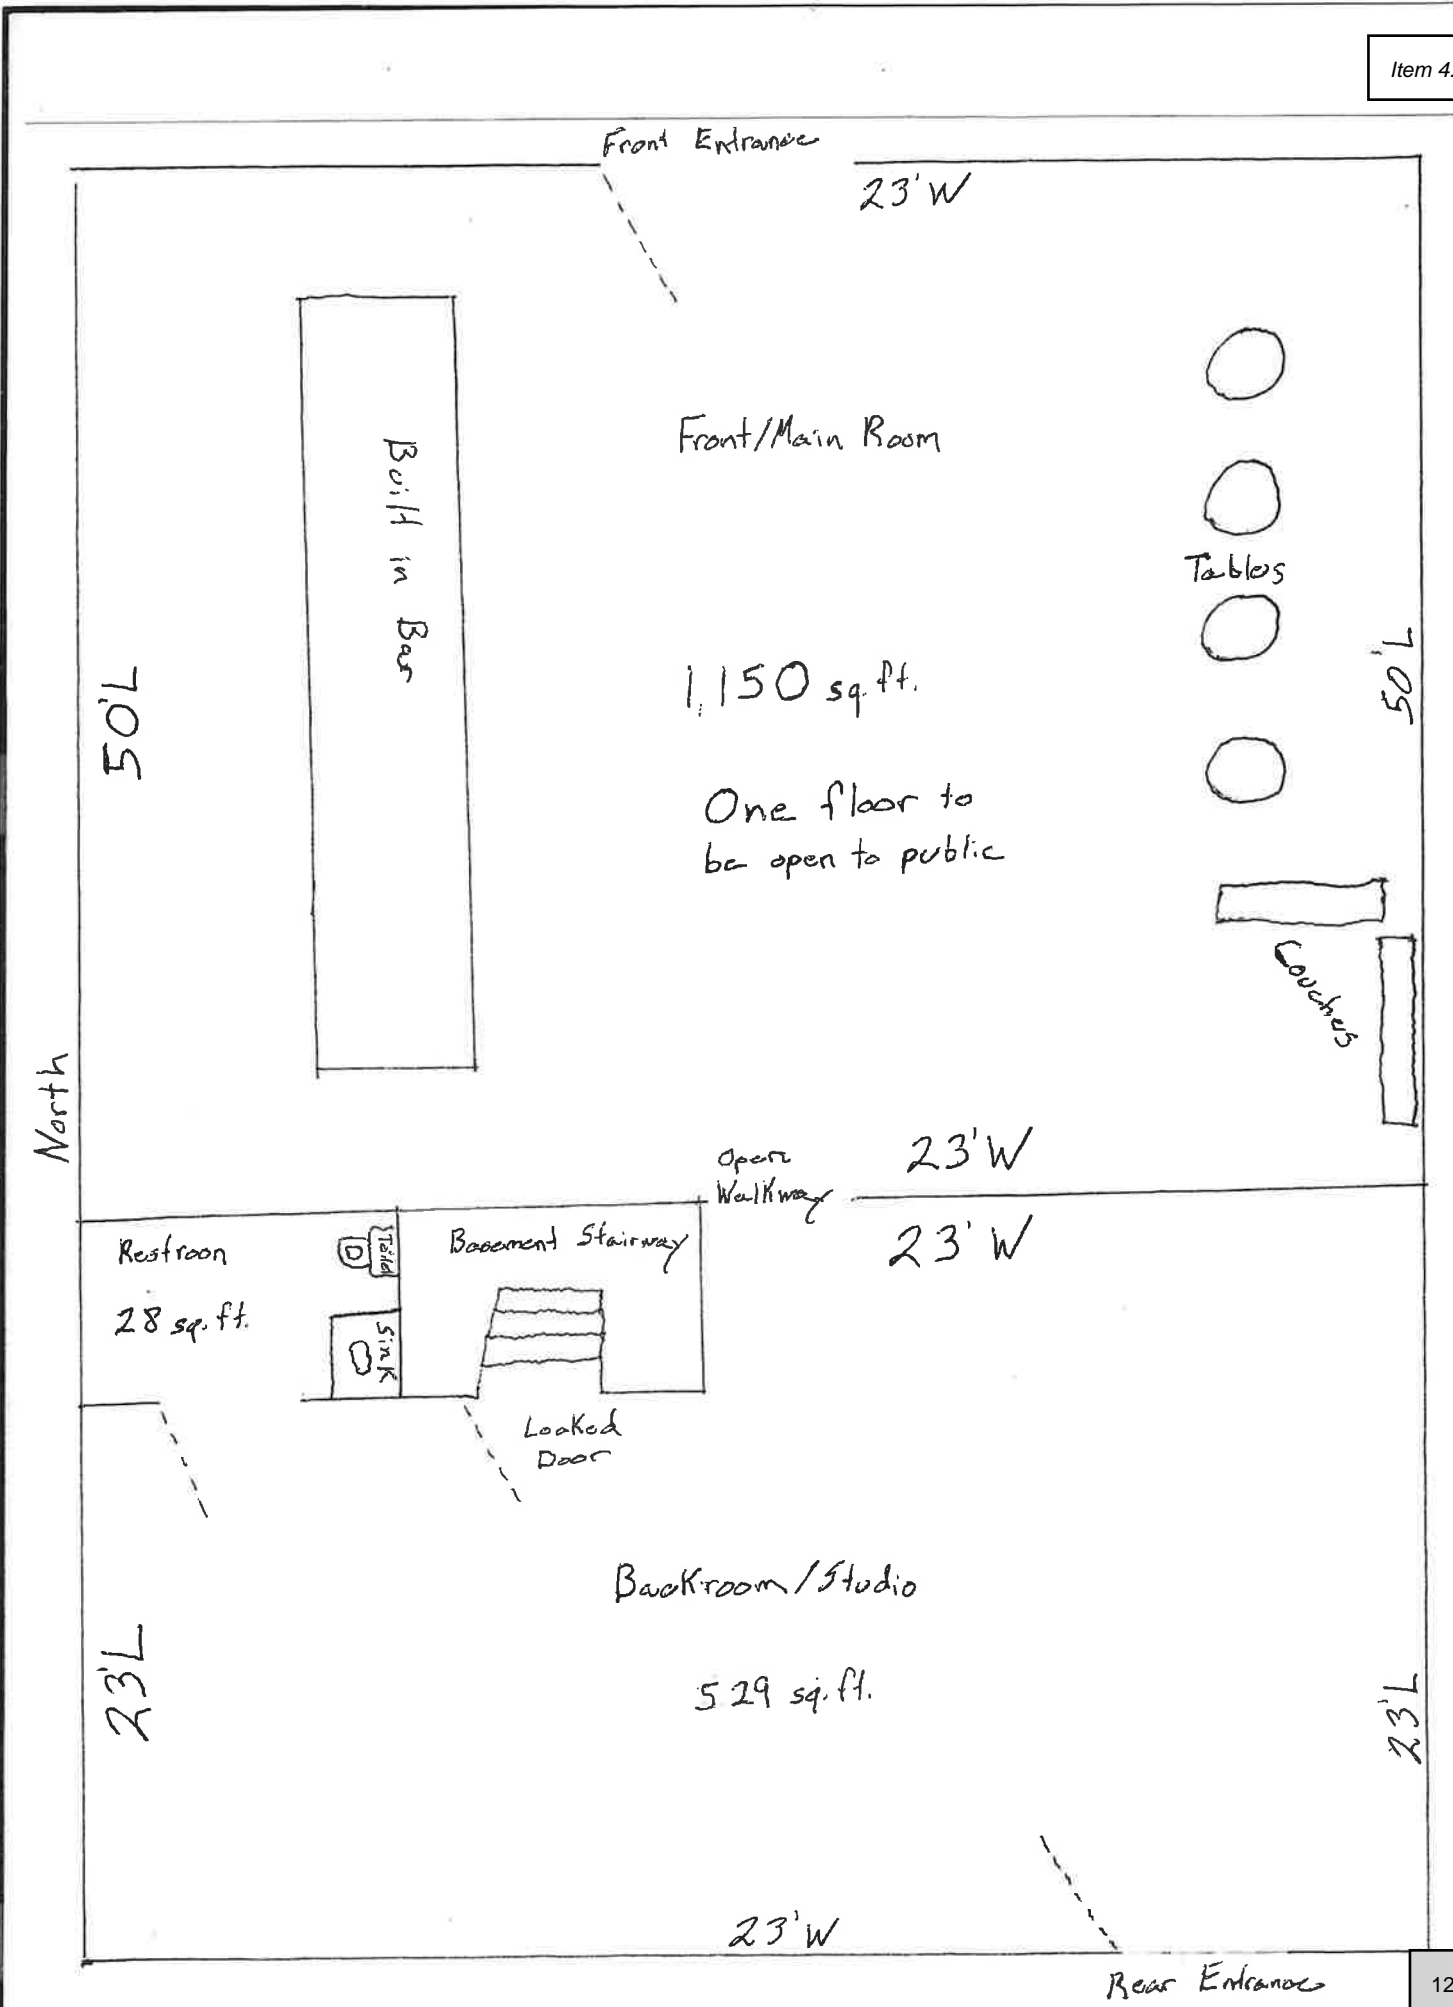 Item 4.
Front Entrance
23'W
Front/Main Room
Built in Bar
Tables
50'L
50'L
1,150 sq.ft.
One floor to
be open to public
Couches
North
23'W
Open
Walkway
23'W
Restroon
Toilet
Basement Stairway
28 sq.ft.
Sink
Locked
Door
Backroom/Studio
23'L
529 sq.ft.
23'L
23'W
Rear Entrance
12